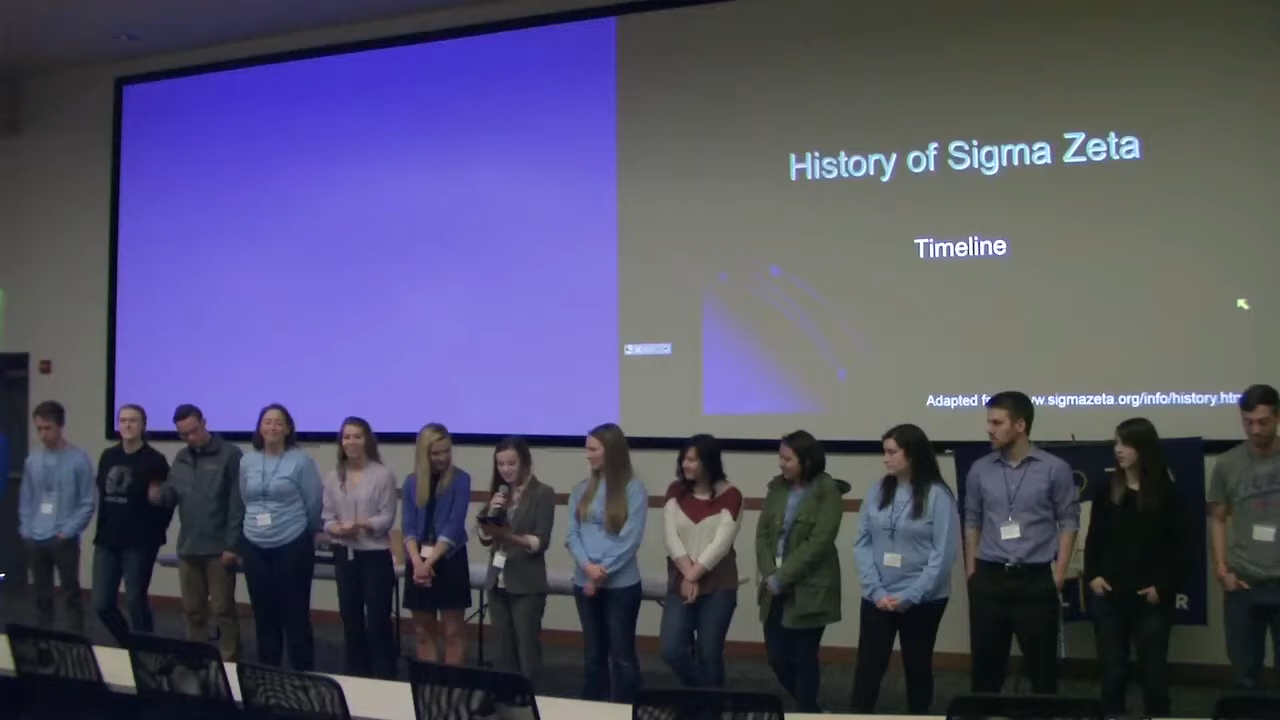 History of Sigma Zeta
Timeline
Adapted
.sigmazeta.org/info/history.htm
R